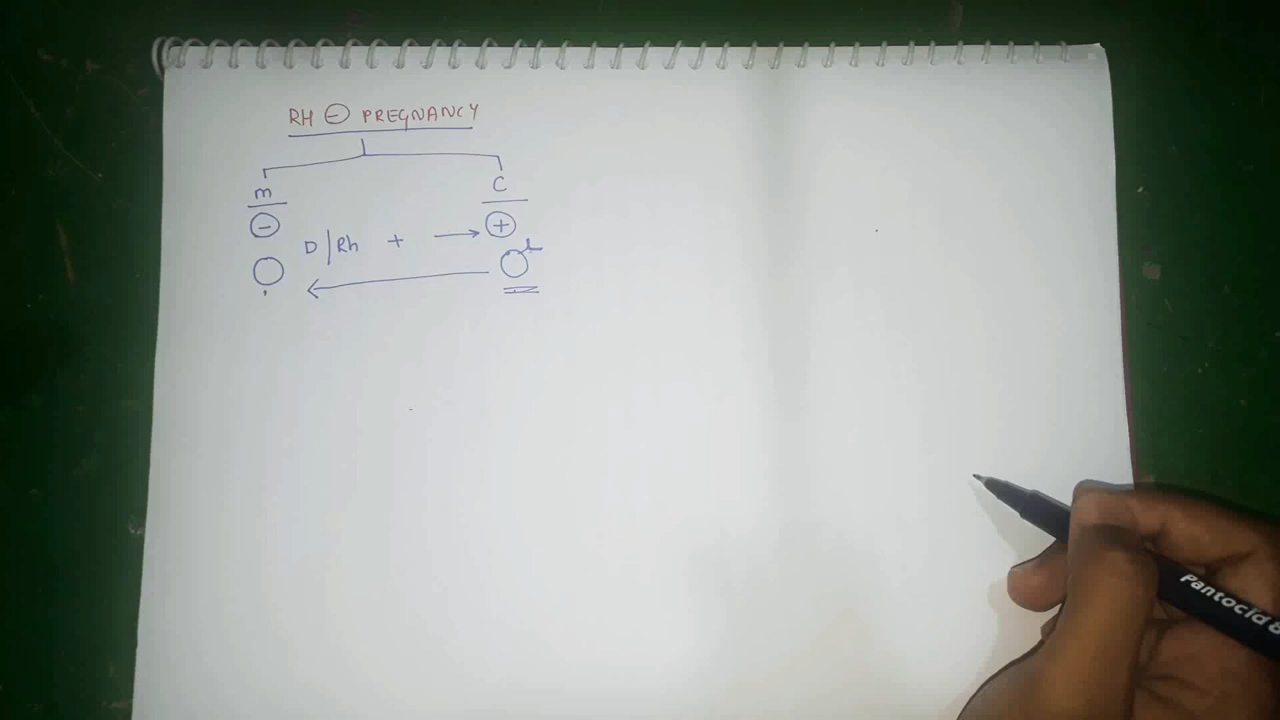 RH ⊖ PREGNANCY
m C
⊖ ⊕
D/Rh + →
Pantocid